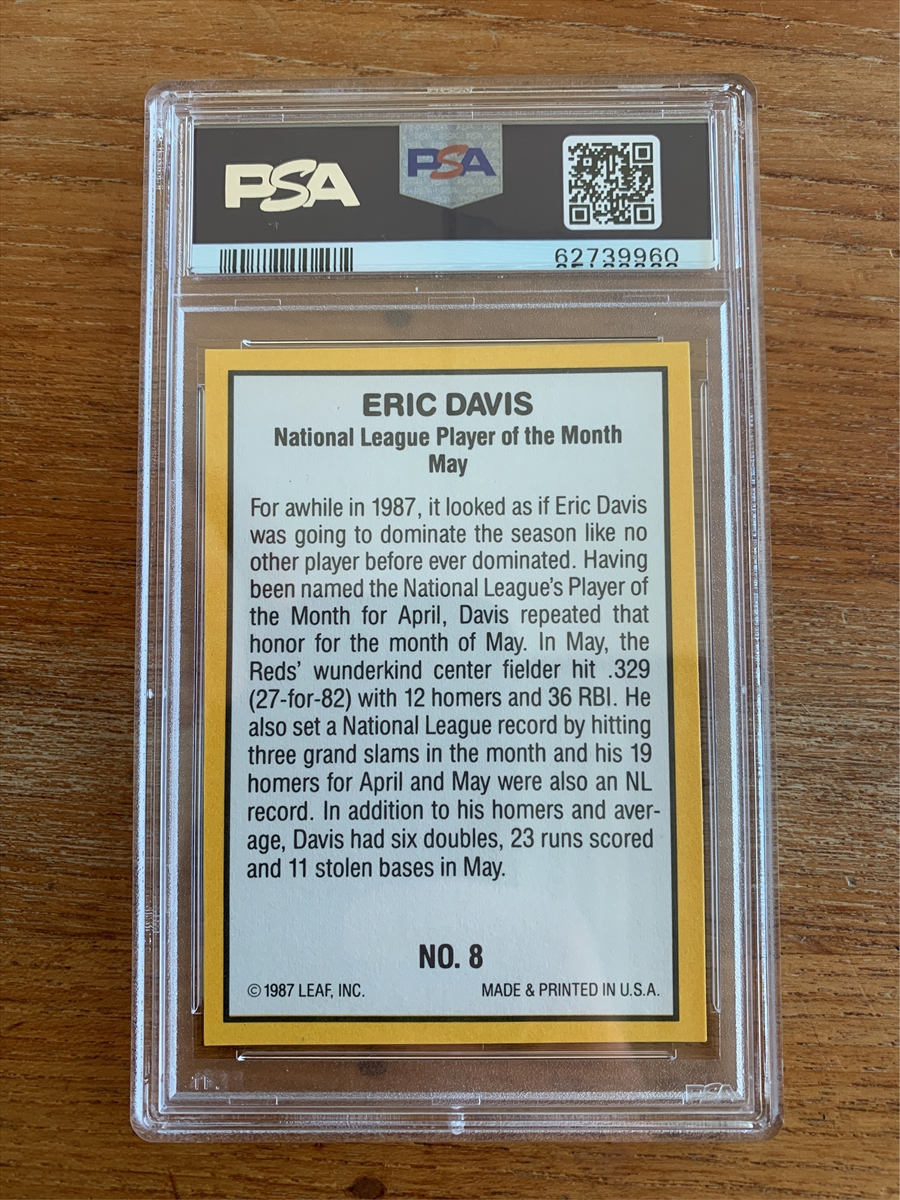 PSA
PSA
62739960
ERIC DAVIS
National League Player of the Month
May
For awhile in 1987, it looked as if Eric Davis
was going to dominate the season like no
other player before ever dominated. Having
been named the National League's Player of
the Month for April, Davis repeated that
honor for the month of May. In May, the
Reds' wunderkind center fielder hit .329
(27-for-82) with 12 homers and 36 RBI. He
also set a National League record by hitting
three grand slams in the month and his 19
homers for April and May were also an NL
record. In addition to his homers and aver-
age, Davis had six doubles, 23 runs scored
and 11 stolen bases in May.
NO. 8
© 1987 LEAF, INC. MADE & PRINTED IN U.S.A.
PSA